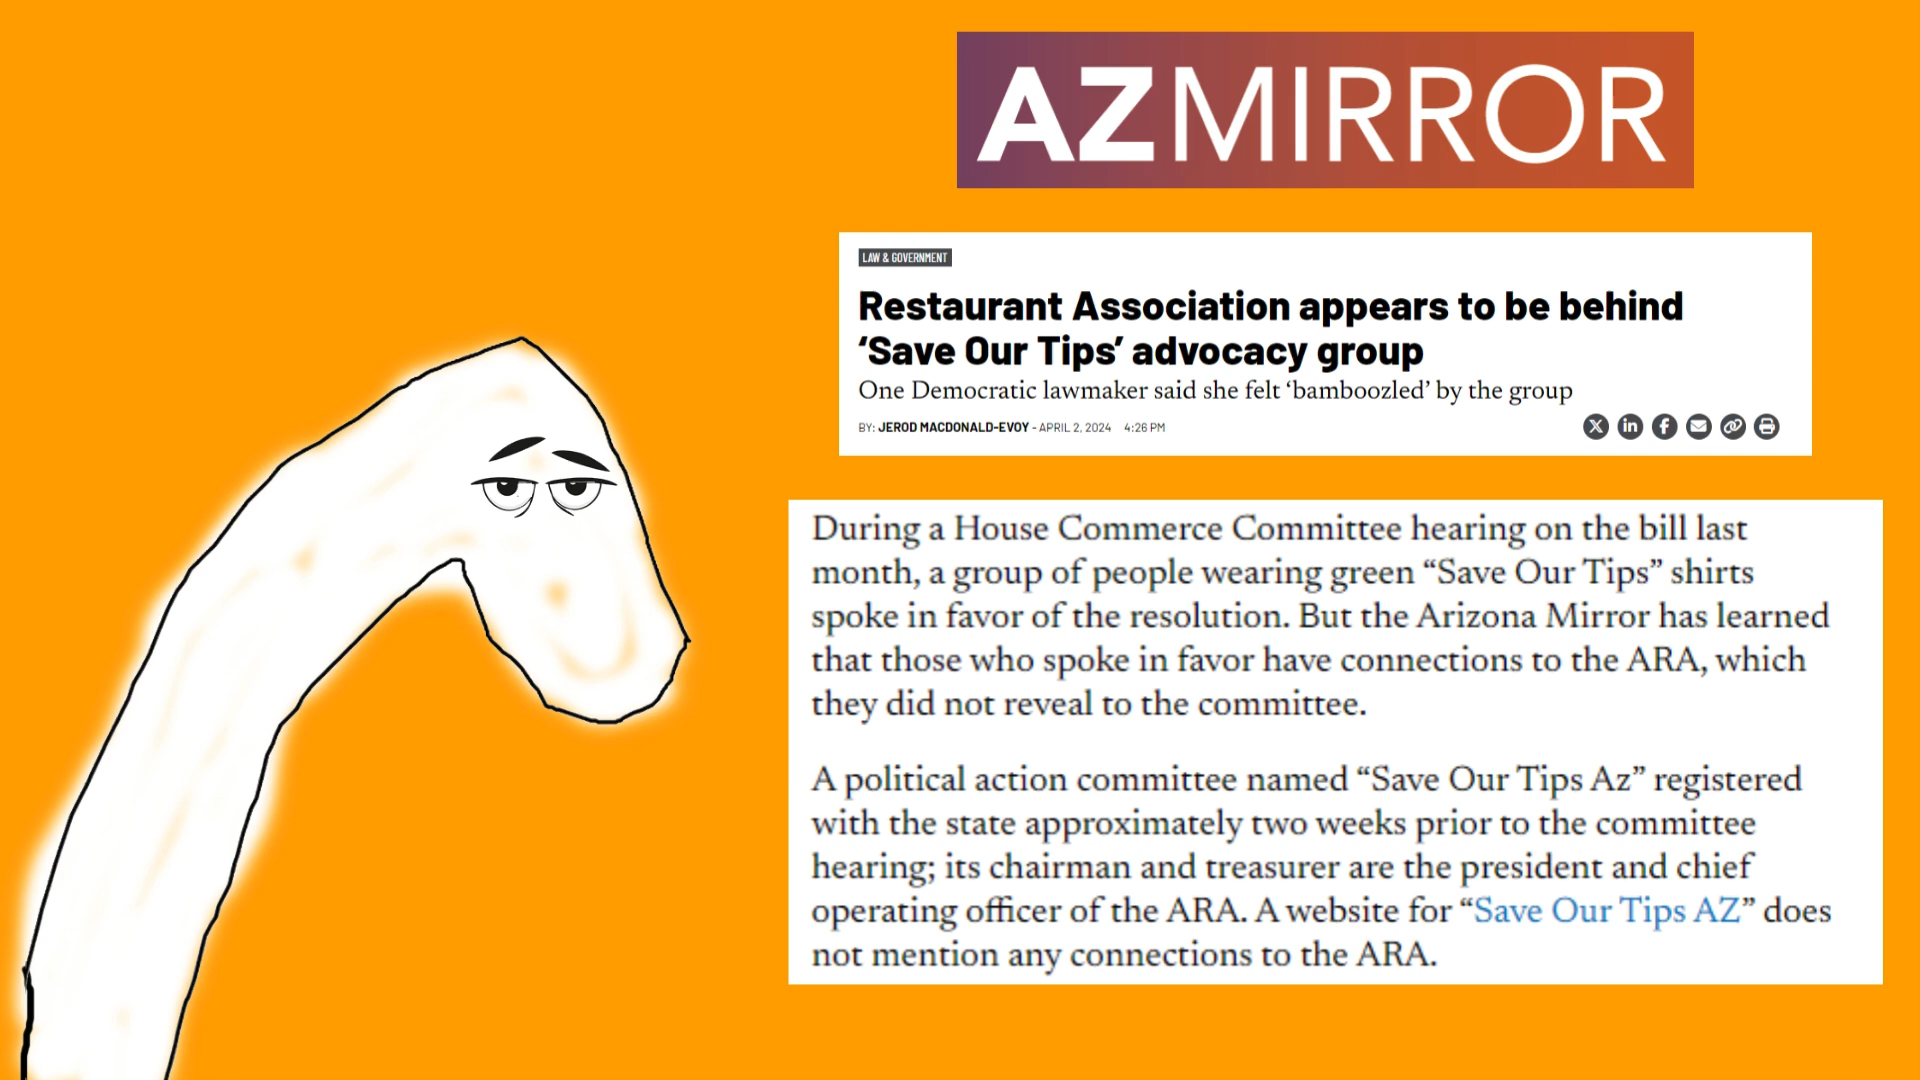 AZMIRROR
LAW & GOVERNMENT
Restaurant Association appears to be behind
‘Save Our Tips’ advocacy group
One Democratic lawmaker said she felt ‘bamboozled’ by the group
BY: JEROD MACDONALD-EVOY - APRIL 2, 2024 4:26 PM
During a House Commerce Committee hearing on the bill last
month, a group of people wearing green “Save Our Tips” shirts
spoke in favor of the resolution. But the Arizona Mirror has learned
that those who spoke in favor have connections to the ARA, which
they did not reveal to the committee.
A political action committee named “Save Our Tips Az” registered
with the state approximately two weeks prior to the committee
hearing; its chairman and treasurer are the president and chief
operating officer of the ARA. A website for “Save Our Tips AZ” does
not mention any connections to the ARA.